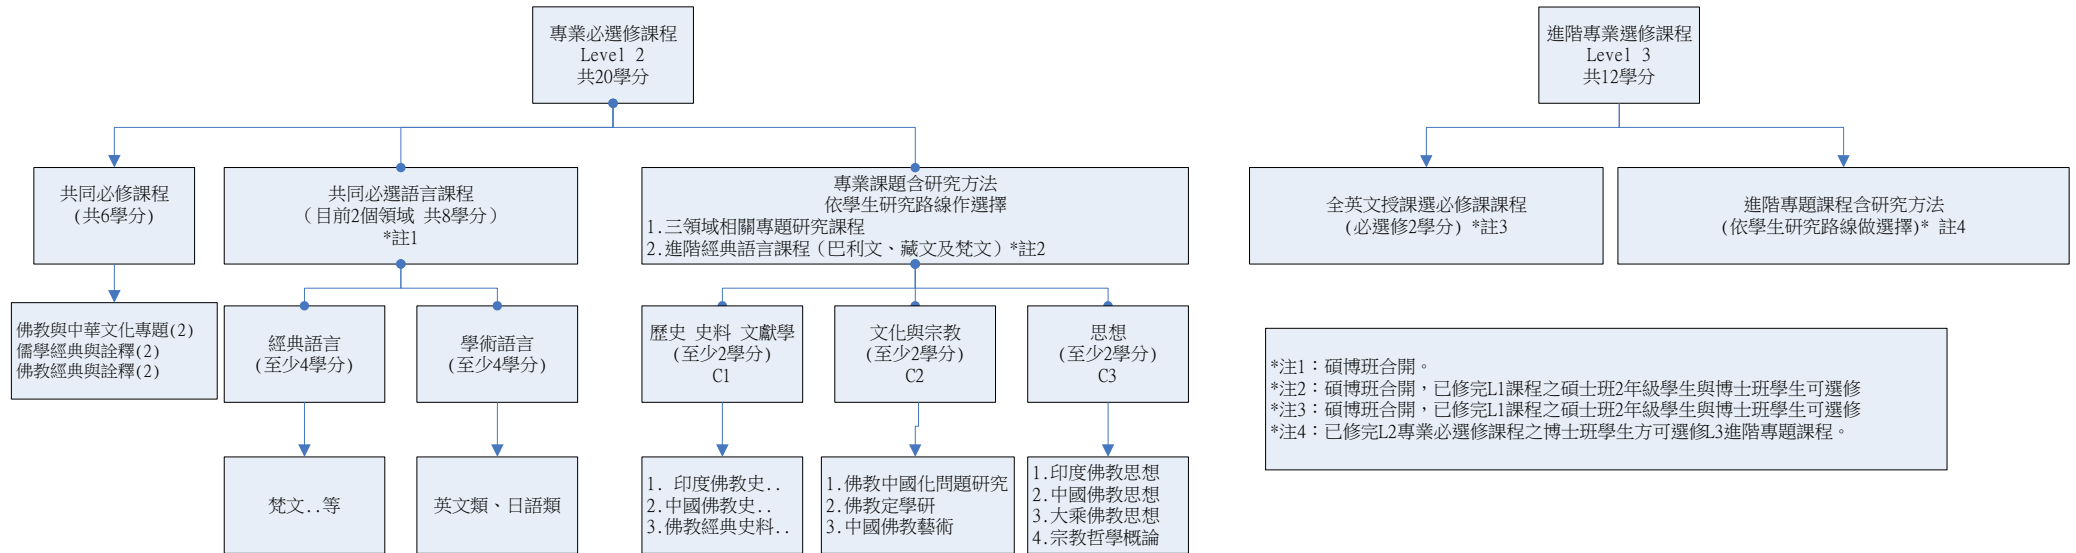 專業必選修課程
Level 2
共20學分
進階專業選修課程
Level 3
共12學分
共同必修課程
(共6學分)
共同必選語言課程
（目前2個領域 共8學分）
*註1
專業課題含研究方法
依學生研究路線作選擇
1.三領域相關專題研究課程
2.進階經典語言課程（巴利文、藏文及梵文）*註2
全英文授課選必修課課程
(必選修2學分) *註3
進階專題課程含研究方法
(依學生研究路線做選擇)* 註4
佛教與中華文化專題(2)
儒學經典與詮釋(2)
佛教經典與詮釋(2)
經典語言
(至少4學分)
學術語言
(至少4學分)
歷史 史料 文獻學
(至少2學分)
C1
文化與宗教
(至少2學分)
C2
思想
(至少2學分)
C3
梵文..等
英文類、日語類
1. 印度佛教史..
2.中國佛教史..
3.佛教經典史料..
1.佛教中國化問題研究
2.佛教定學研
3.中國佛教藝術
1.印度佛教思想
2.中國佛教思想
3.大乘佛教思想
4.宗教哲學概論
*注1：碩博班合開。
*注2：碩博班合開，已修完L1課程之碩士班2年級學生與博士班學生可選修
*注3：碩博班合開，已修完L1課程之碩士班2年級學生與博士班學生可選修
*注4：已修完L2專業必選修課程之博士班學生方可選修L3進階專題課程。